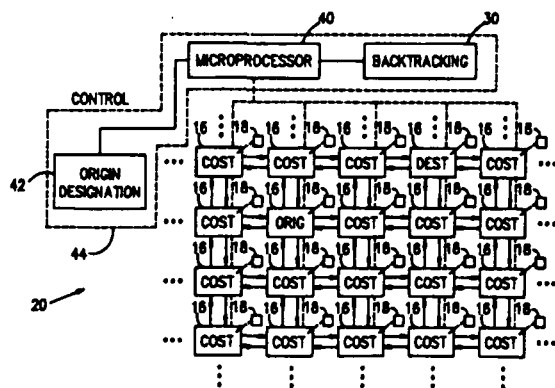 40
30
MICROPROCESSOR
BACKTRACKING
CONTROL
42
ORIGIN
DESIGNATION
44
20
16 18 16 18 16 18 16 18 16 18
COST COST COST DEST COST
16 18 16 18 16 18 16 18 16 18
COST ORIG COST COST COST
16 18 16 18 16 18 16 18 16 18
COST COST COST COST COST
16 18 16 18 16 18 16 18 16 18
COST COST COST COST COST